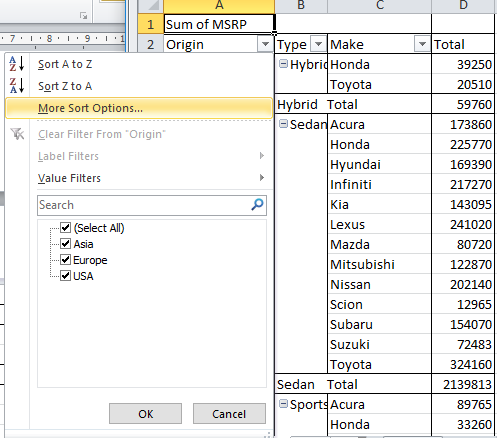 7 8 9
A B C D
1 Sum of MSRP
2 Origin Type Make Total
Sort A to Z
Sort Z to A
More Sort Options...
Clear Filter From "Origin"
Label Filters
Value Filters
Search
(Select All)
Asia
Europe
USA
OK Cancel
Hybrid Honda 39250
Toyota 20510
Hybrid Total 59760
Sedan Acura 173860
Honda 225770
Hyundai 169390
Infiniti 217270
Kia 143095
Lexus 241020
Mazda 80720
Mitsubishi 122870
Nissan 202140
Scion 12965
Subaru 154070
Suzuki 72483
Toyota 324160
Sedan Total 2139813
Sports Acura 89765
Honda 33260